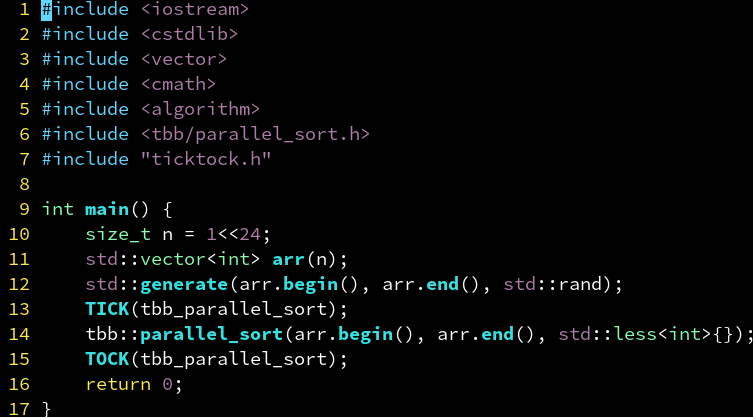 1 #include <iostream>
2 #include <cstdlib>
3 #include <vector>
4 #include <cmath>
5 #include <algorithm>
6 #include <tbb/parallel_sort.h>
7 #include "ticktock.h"
8
9 int main() {
10     size_t n = 1<<24;
11     std::vector<int> arr(n);
12     std::generate(arr.begin(), arr.end(), std::rand);
13     TICK(tbb_parallel_sort);
14     tbb::parallel_sort(arr.begin(), arr.end(), std::less<int>{});
15     TOCK(tbb_parallel_sort);
16     return 0;
17 }